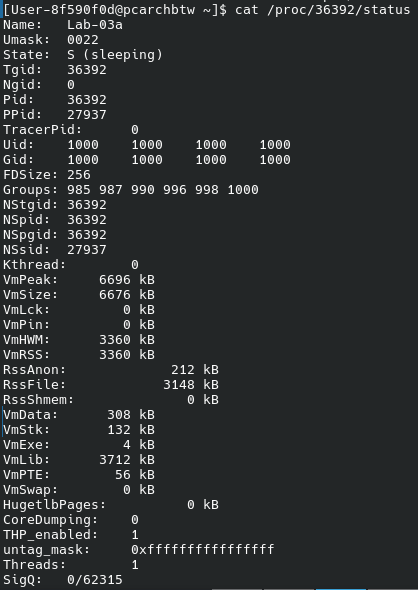 [User-8f590f0d@pcarchbtw ~]$ cat /proc/36392/status
Name:   Lab-03a
Umask:  0022
State:  S (sleeping)
Tgid:   36392
Ngid:   0
Pid:    36392
PPid:   27937
TracerPid:      0
Uid:    1000    1000    1000    1000
Gid:    1000    1000    1000    1000
FDSize: 256
Groups: 985 987 990 996 998 1000
NStgid: 36392
NSpid:  36392
NSpgid: 36392
NSsid:  27937
Kthread:        0
VmPeak:     6696 kB
VmSize:     6676 kB
VmLck:         0 kB
VmPin:         0 kB
VmHWM:      3360 kB
VmRSS:      3360 kB
RssAnon:             212 kB
RssFile:            3148 kB
RssShmem:              0 kB
VmData:      308 kB
VmStk:       132 kB
VmExe:         4 kB
VmLib:      3712 kB
VmPTE:        56 kB
VmSwap:        0 kB
HugetlbPages:          0 kB
CoreDumping:    0
THP_enabled:    1
untag_mask:     0xffffffffffffffff
Threads:        1
SigQ:   0/62315